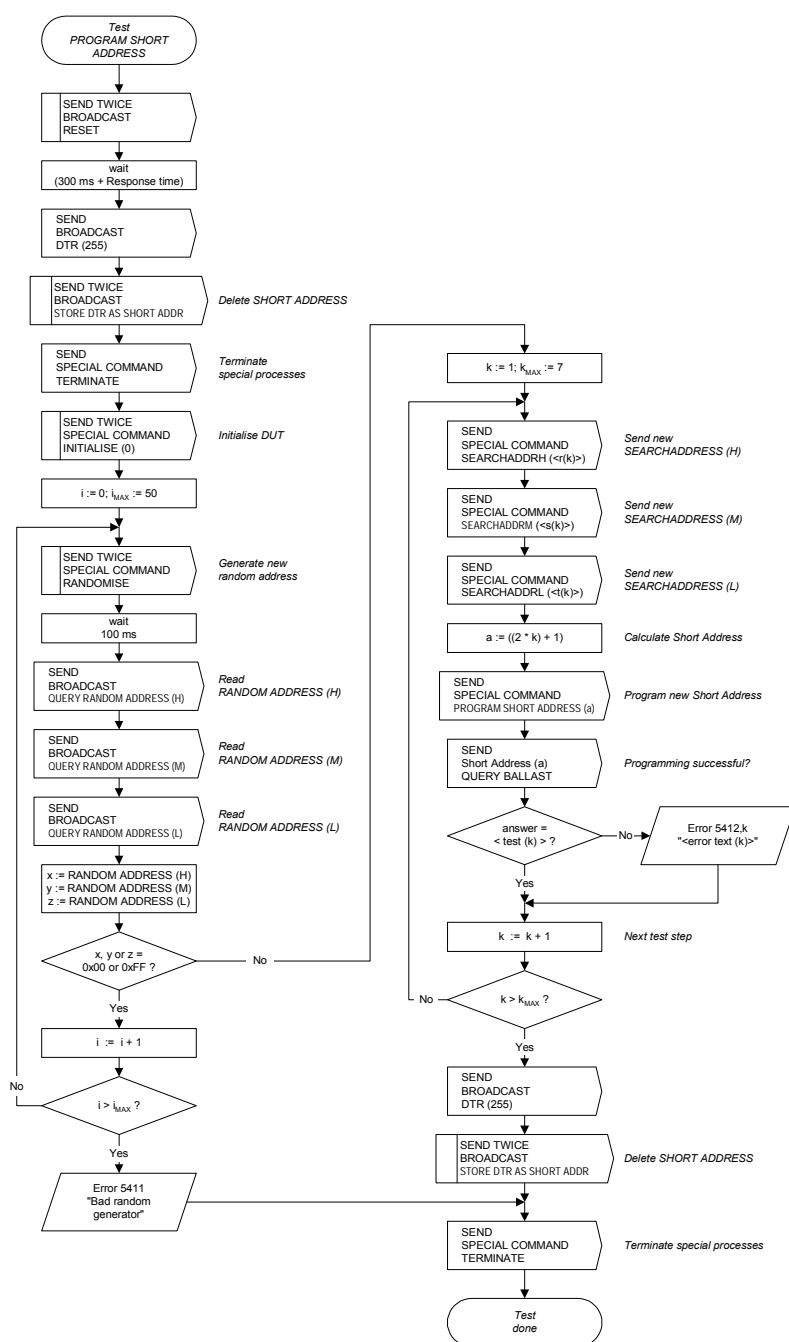 Test
PROGRAM SHORT
ADDRESS
SEND TWICE
BROADCAST
RESET
wait
(300 ms + Response time)
SEND
BROADCAST
DTR (255)
SEND TWICE
BROADCAST
STORE DTR AS SHORT ADDR
Delete SHORT ADDRESS
SEND
SPECIAL COMMAND
TERMINATE
Terminate
special processes
SEND TWICE
SPECIAL COMMAND
INITIALISE (0)
Initialise DUT
i := 0; iMAX := 50
SEND TWICE
SPECIAL COMMAND
RANDOMISE
Generate new
random address
wait
100 ms
SEND
BROADCAST
QUERY RANDOM ADDRESS (H)
Read
RANDOM ADDRESS (H)
SEND
BROADCAST
QUERY RANDOM ADDRESS (M)
Read
RANDOM ADDRESS (M)
SEND
BROADCAST
QUERY RANDOM ADDRESS (L)
Read
RANDOM ADDRESS (L)
x := RANDOM ADDRESS (H)
y := RANDOM ADDRESS (M)
z := RANDOM ADDRESS (L)
x, y or z =
0x00 or 0xFF ?
No
Yes
i := i + 1
No
i > iMAX ?
Yes
Error 5411
"Bad random
generator"
k := 1; kMAX := 7
SEND
SPECIAL COMMAND
SEARCHADDRH (<r(k)>)
Send new
SEARCHADDRESS (H)
SEND
SPECIAL COMMAND
SEARCHADDRM (<s(k)>)
Send new
SEARCHADDRESS (M)
SEND
SPECIAL COMMAND
SEARCHADDRL (<t(k)>)
Send new
SEARCHADDRESS (L)
a := ((2 * k) + 1)
Calculate Short Address
SEND
SPECIAL COMMAND
PROGRAM SHORT ADDRESS (a)
Program new Short Address
SEND
Short Address (a)
QUERY BALLAST
Programming successful?
answer =
< test (k) > ?
No
Error 5412,k
"<error text (k)>"
Yes
k := k + 1
Next test step
No
k > kMAX ?
Yes
SEND
BROADCAST
DTR (255)
SEND TWICE
BROADCAST
STORE DTR AS SHORT ADDR
Delete SHORT ADDRESS
SEND
SPECIAL COMMAND
TERMINATE
Terminate special processes
Test
done